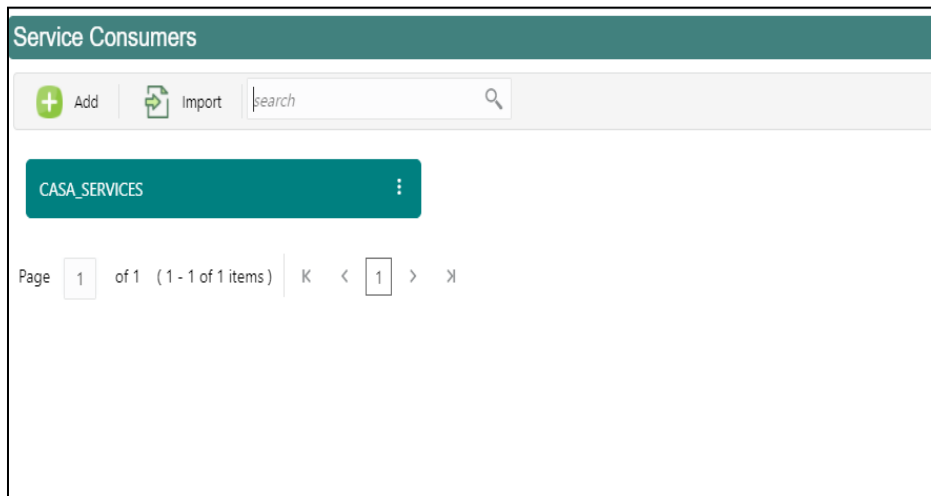 Service Consumers
Add Import search
CASA_SERVICES
Page 1 of 1 ( 1 - 1 of 1 items ) 1